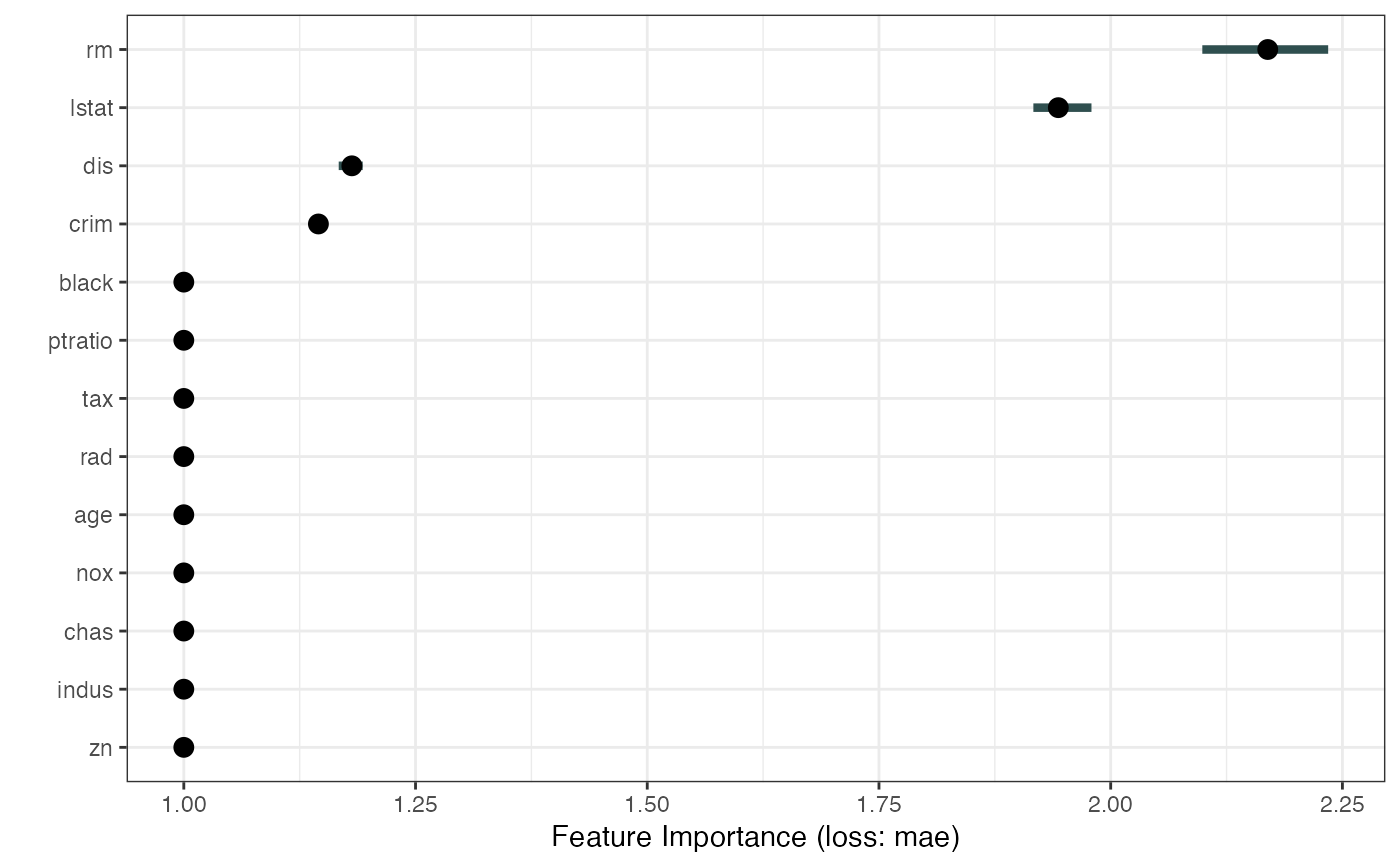 rm
lstat
dis
crim
black
ptratio
tax
rad
age
nox
chas
indus
zn
1.00 1.25 1.50 1.75 2.00 2.25
Feature Importance (loss: mae)